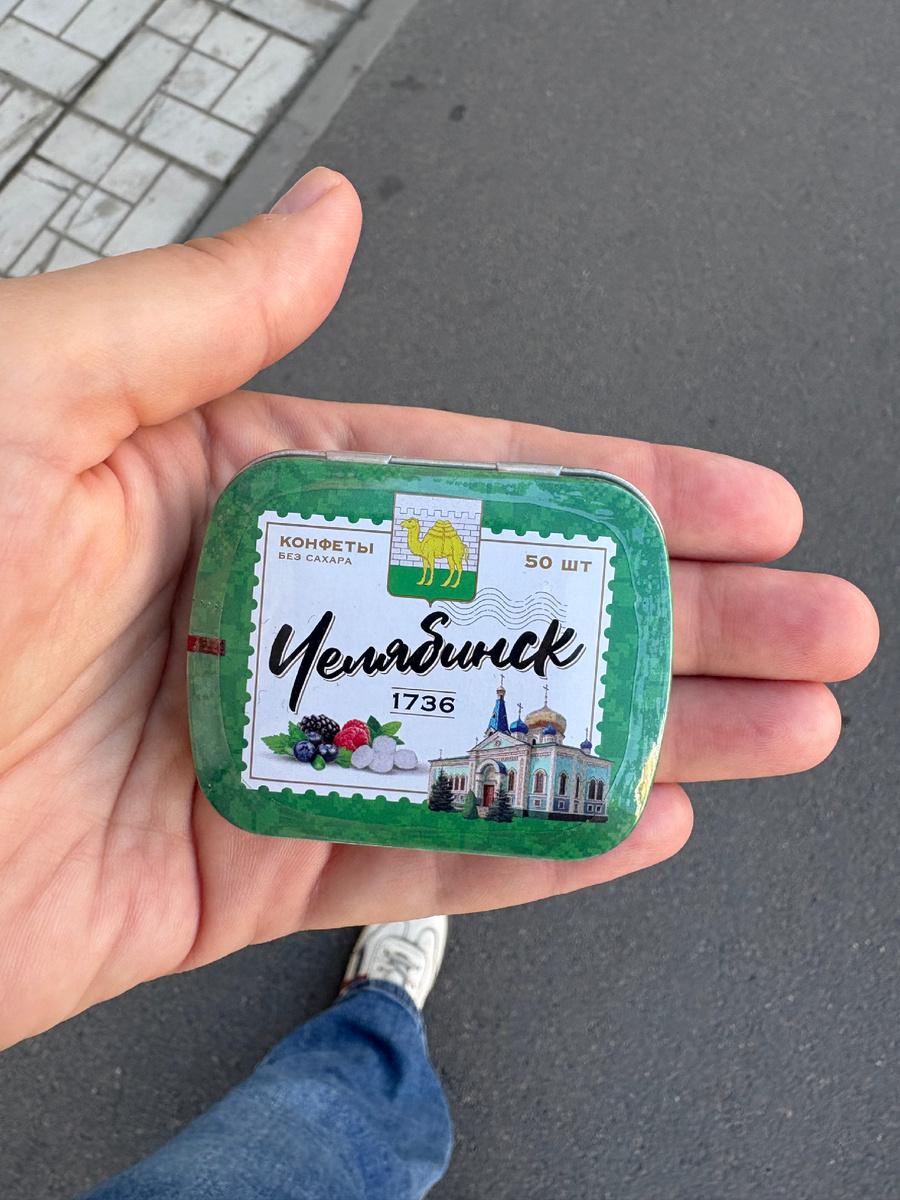 КОНФЕТЫ
БЕЗ САХАРА
50 ШТ
Челябинск
1736